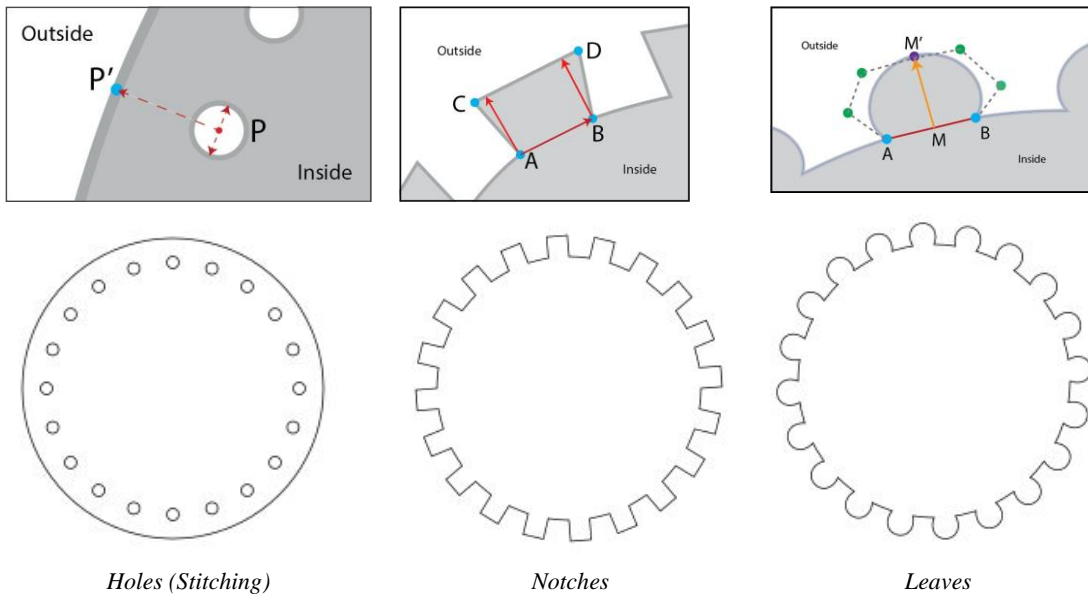 Outside
P'
P
Inside
Outside
D
C
B
A
Inside
Outside
M'
A
M
B
Inside
Holes (Stitching)
Notches
Leaves